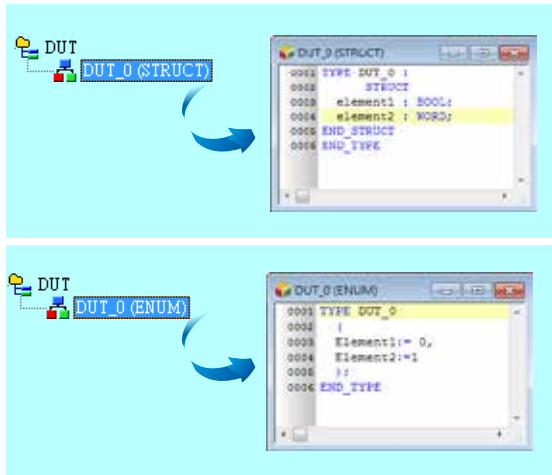 DUT
DUT_0 (STRUCT)
DUT_0 (STRUCT)
0001 TYPE DUT_0 :
0002 STRUCT
0003 element1 : BOOL;
0004 element2 : WORD;
0005 END_STRUCT
0006 END_TYPE
DUT
DUT_0 (ENUM)
DUT_0 (ENUM)
0001 TYPE DUT_0
0002 (
0003 Element1:= 0,
0004 Element2:=1
0005 );
0006 END_TYPE